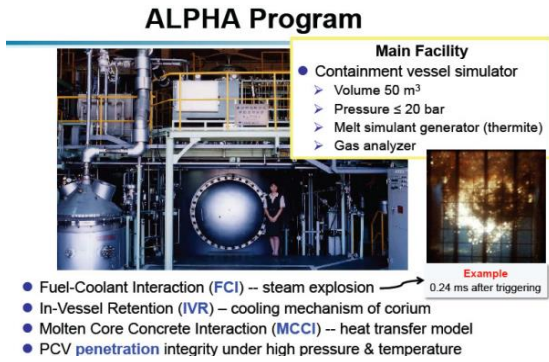 ALPHA Program
Main Facility
● Containment vessel simulator
➢ Volume 50 m³
➢ Pressure ≤ 20 bar
➢ Melt simulant generator (thermite)
➢ Gas analyzer
Example
0.24 ms after triggering
● Fuel-Coolant Interaction (FCI) -- steam explosion
● In-Vessel Retention (IVR) – cooling mechanism of corium
● Molten Core Concrete Interaction (MCCI) -- heat transfer model
● PCV penetration integrity under high pressure & temperature